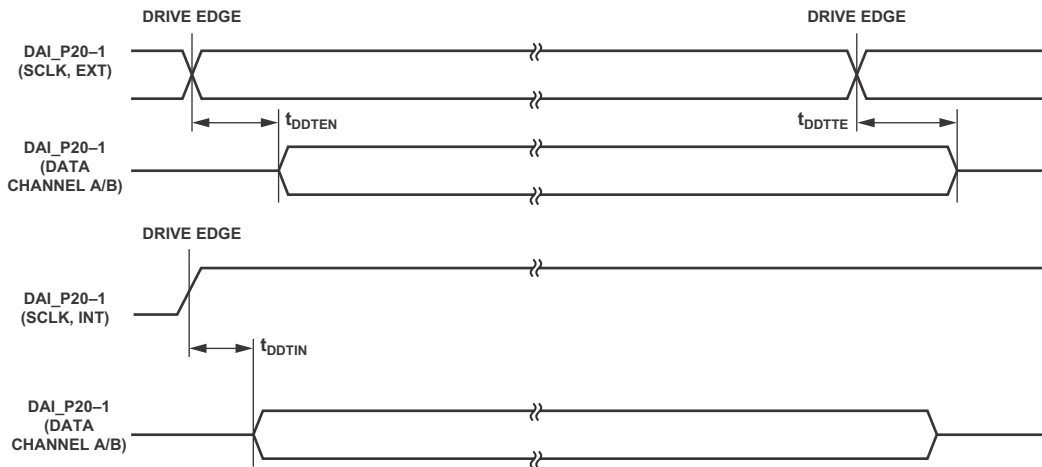 DRIVE EDGE
DRIVE EDGE
DAI_P20–1
(SCLK, EXT)
tDDTEN
tDDTTE
DAI_P20–1
(DATA
CHANNEL A/B)
DRIVE EDGE
DAI_P20–1
(SCLK, INT)
tDDTIN
DAI_P20–1
(DATA
CHANNEL A/B)